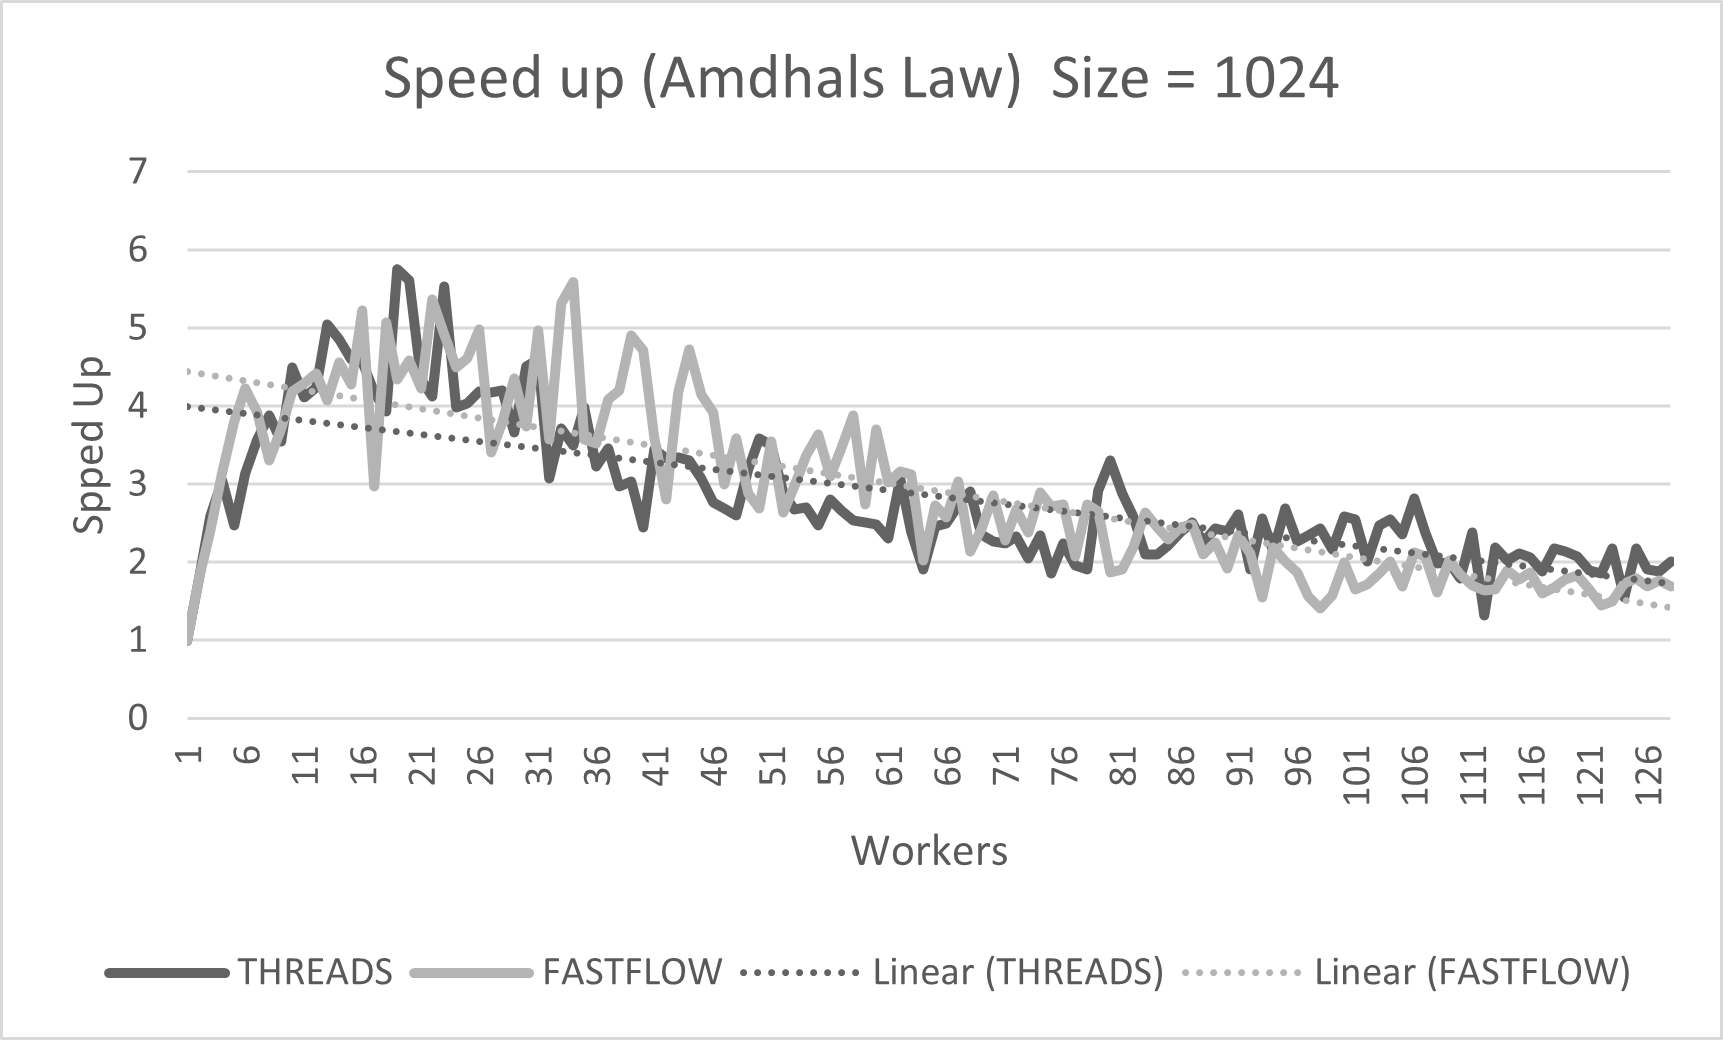 Speed up (Amdhals Law)  Size = 1024
7
6
5
4
3
2
1
0
Spped Up
1 6 11 16 21 26 31 36 41 46 51 56 61 66 71 76 81 86 91 96 101 106 111 116 121 126
Workers
THREADS FASTFLOW Linear (THREADS) Linear (FASTFLOW)